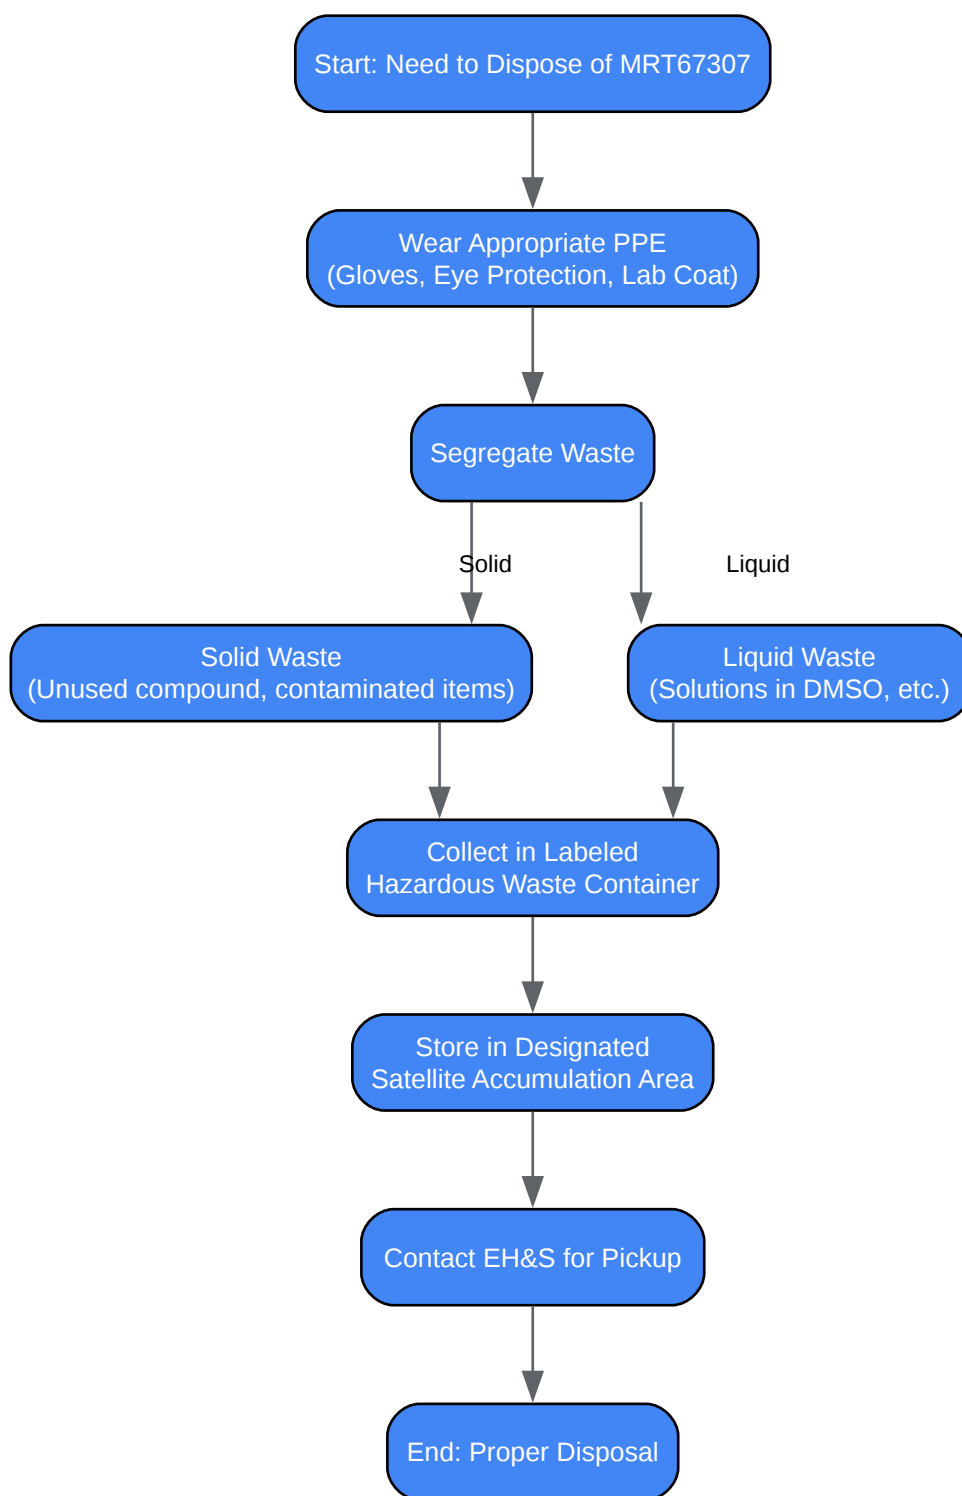 Start: Need to Dispose of MRT67307
Wear Appropriate PPE
(Gloves, Eye Protection, Lab Coat)
Segregate Waste
Solid
Liquid
Solid Waste
(Unused compound, contaminated items)
Liquid Waste
(Solutions in DMSO, etc.)
Collect in Labeled
Hazardous Waste Container
Store in Designated
Satellite Accumulation Area
Contact EH&S for Pickup
End: Proper Disposal